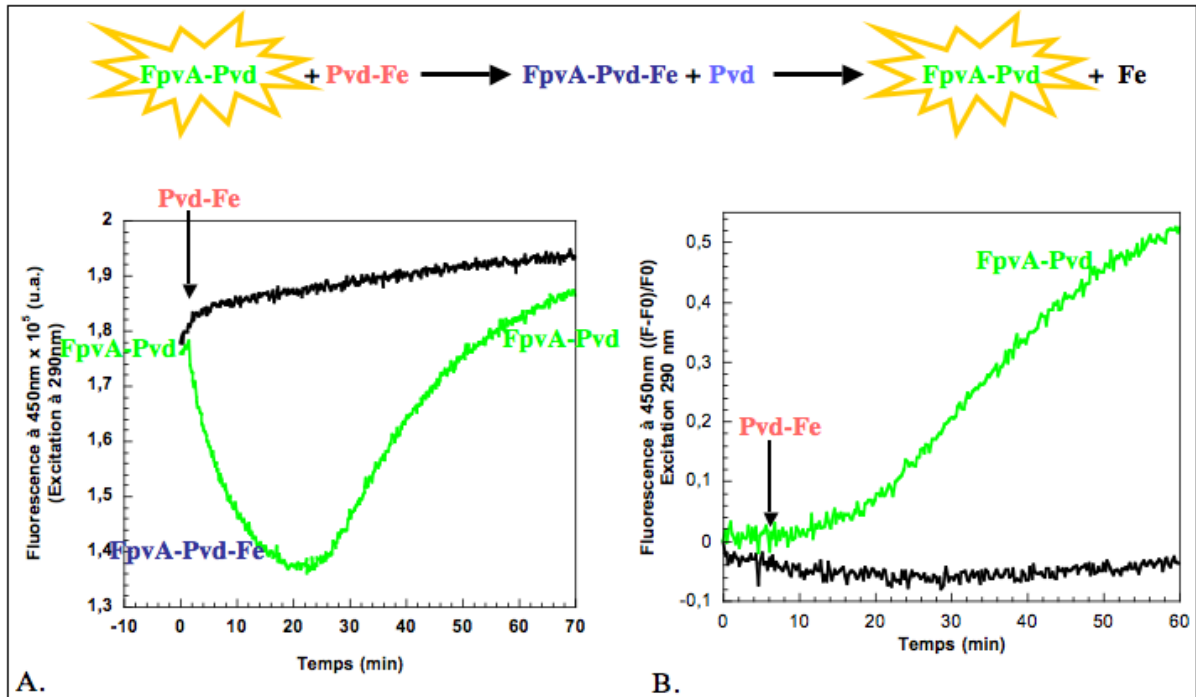 FpvA-Pvd + Pvd-Fe FpvA-Pvd-Fe + Pvd FpvA-Pvd + Fe
Pvd-Fe
2
1,9
1,8
1,7
1,6
1,5
1,4
1,3
Fluorescence à 450nm x 10⁵ (u.a.)
(Excitation à 290nm)
FpvA-Pvd
FpvA-Pvd
FpvA-Pvd-Fe
-10 0 10 20 30 40 50 60 70
Temps (min)
A.
0,5
0,4
0,3
0,2
0,1
0
-0,1
Fluorescence à 450nm ((F-F0)/F0)
Excitation 290 nm
FpvA-Pvd
Pvd-Fe
0 10 20 30 40 50 60
Temps (min)
B.